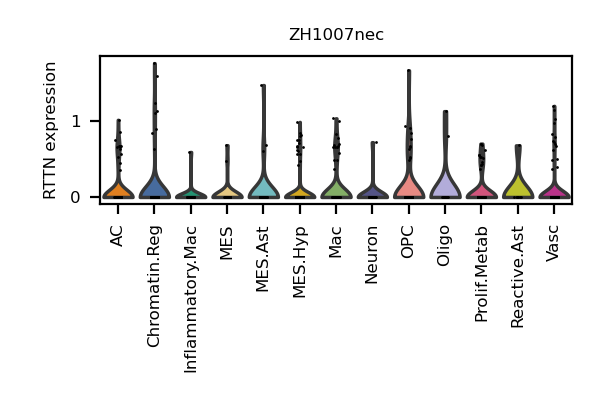 ZH1007nec
RTTN expression
1
0
AC
Chromatin.Reg
Inflammatory.Mac
MES
MES.Ast
MES.Hyp
Mac
Neuron
OPC
Oligo
Prolif.Metab
Reactive.Ast
Vasc